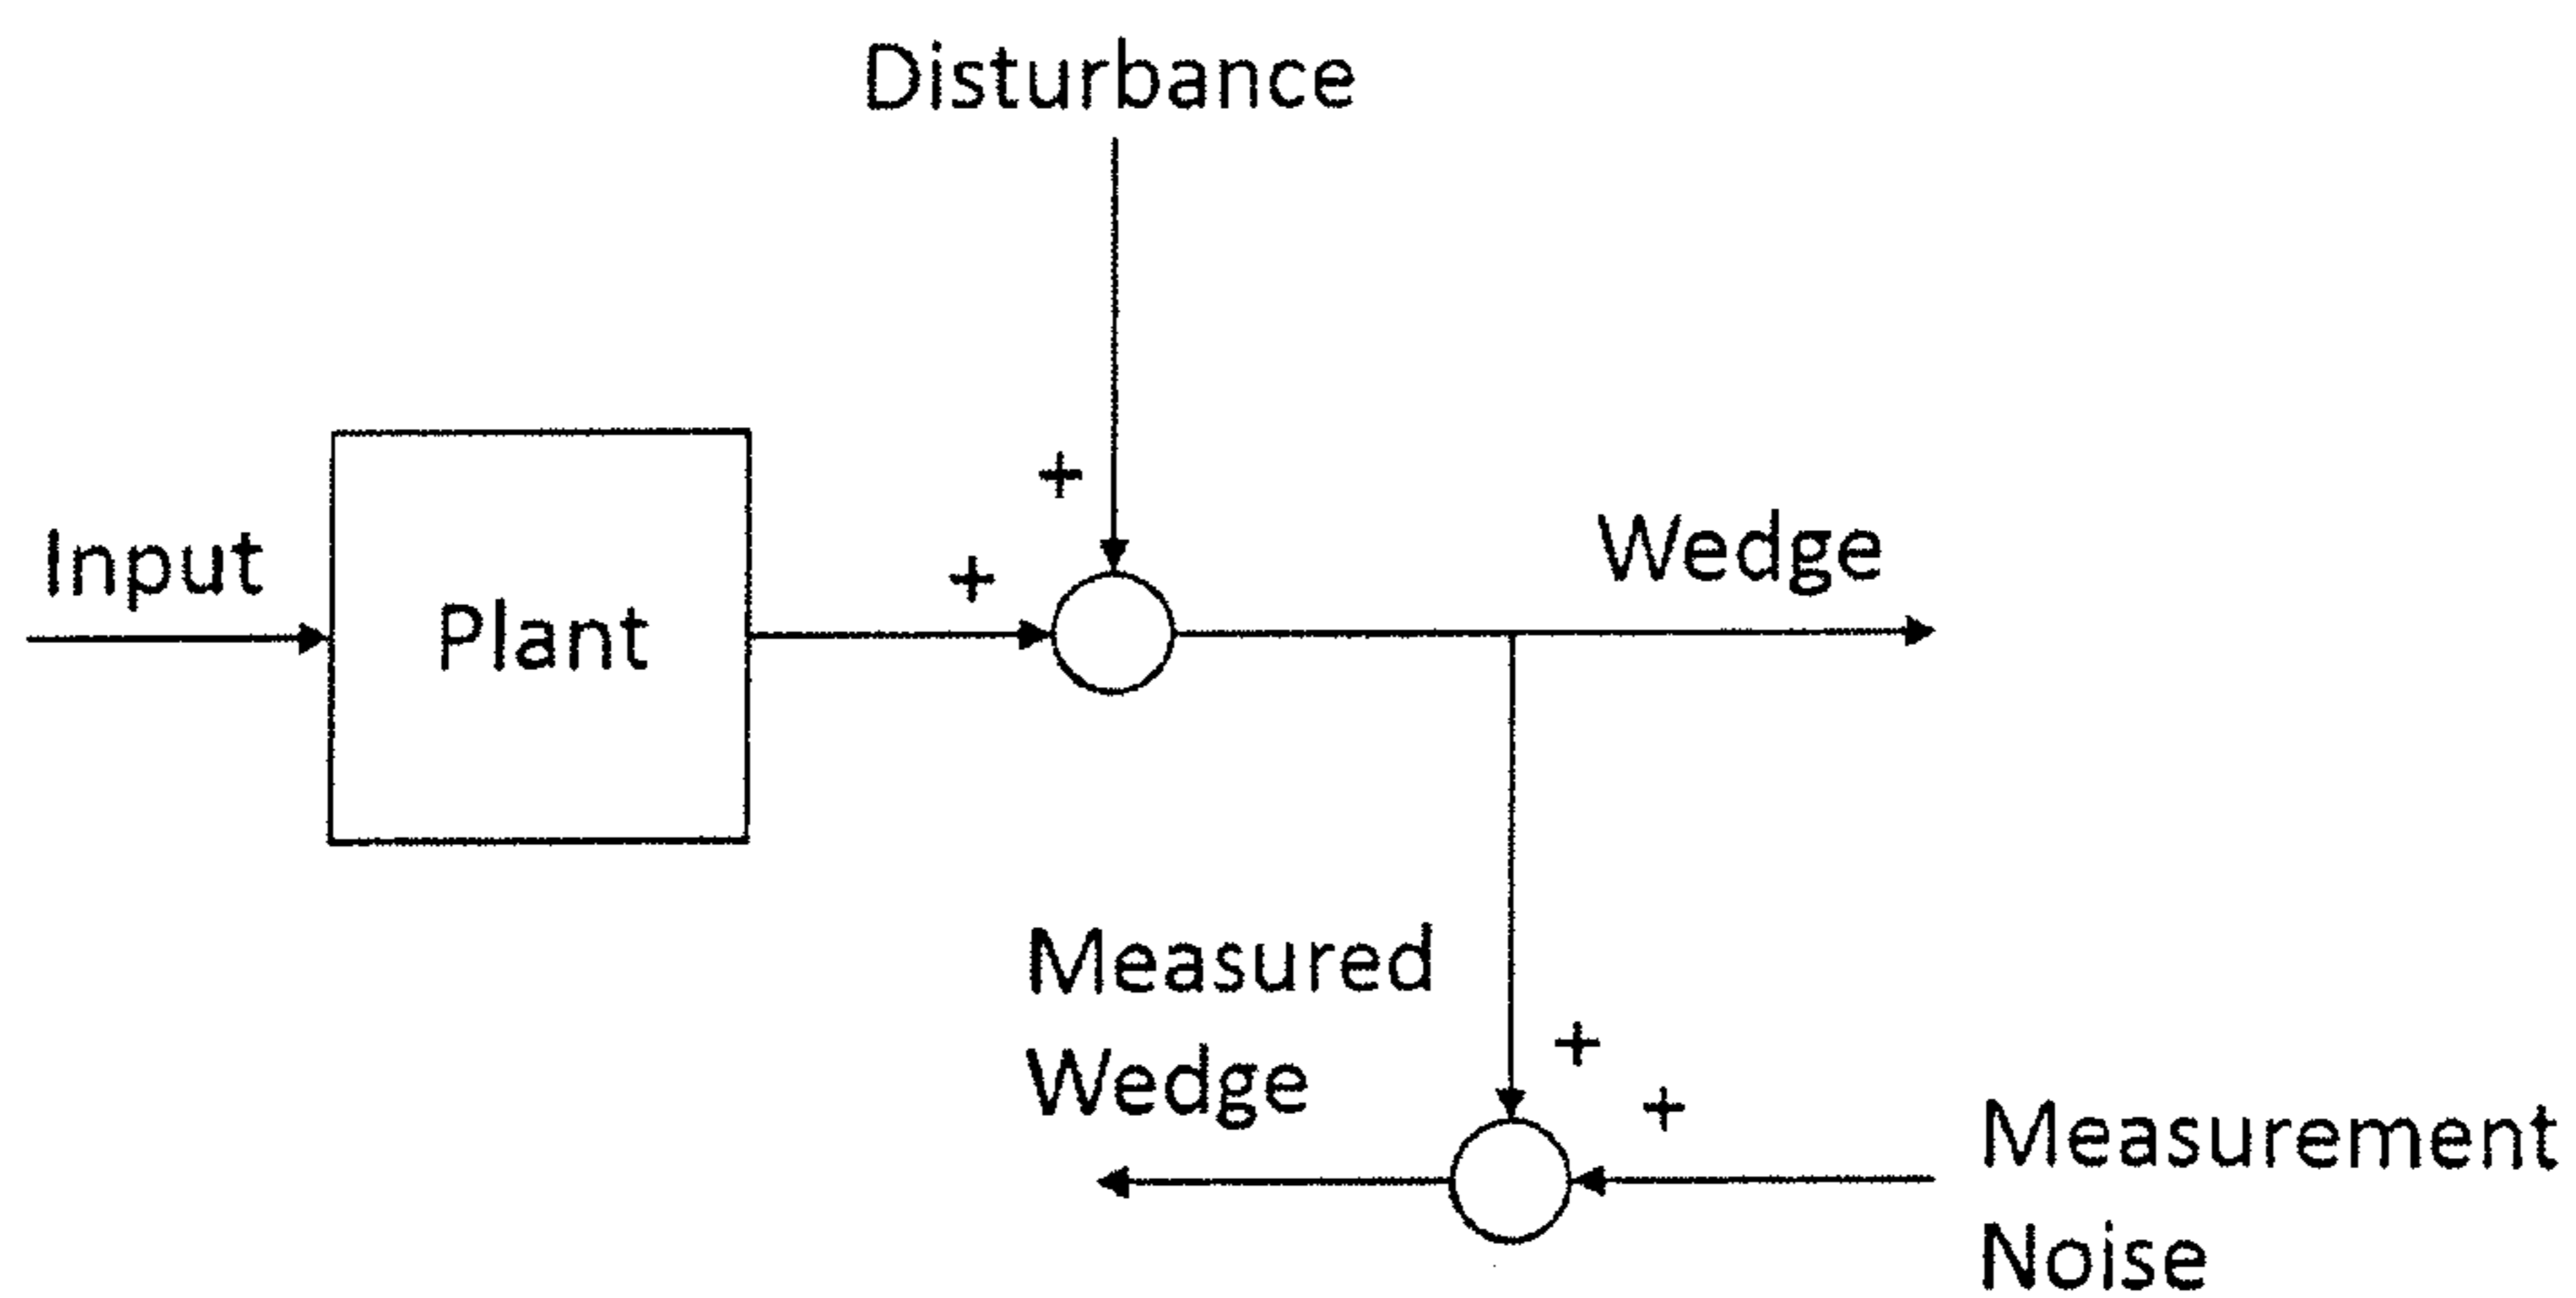 Disturbance
+
+
Input
Plant
Wedge
Measured
Wedge
+
+
Measurement
Noise